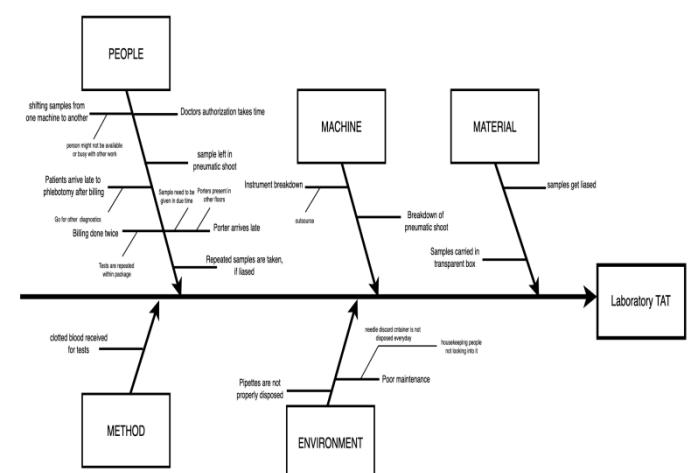 PEOPLE
shifting samples from
one machine to another
Doctors authorization takes time
person might not be available
or busy with other work
sample left in
pneumatic shoot
Patients arrive late to
phlebotomy after billing
Sample need to be
given in due time
Porters present in
other floors
Go for other diagnostics
Billing done twice
Porter arrives late
Tests are repeated
within package
Repeated samples are taken,
if liased
MACHINE
Instrument breakdown
outsource
Breakdown of
pneumatic shoot
MATERIAL
samples get liased
Samples carried in
transparent box
Laboratory TAT
clotted blood received
for tests
METHOD
needle discard cntainer is not
disposed everyday
housekeeping people
not looking into it
Pipettes are not
properly disposed
Poor maintenance
ENVIRONMENT